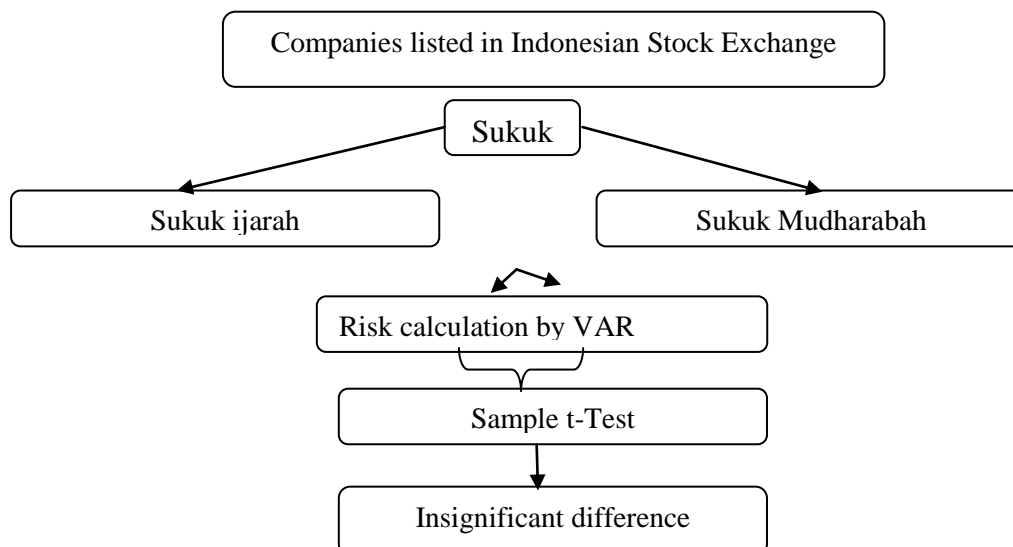 Companies listed in Indonesian Stock Exchange
Sukuk
Sukuk ijarah
Sukuk Mudharabah
Risk calculation by VAR
Sample t-Test
Insignificant difference